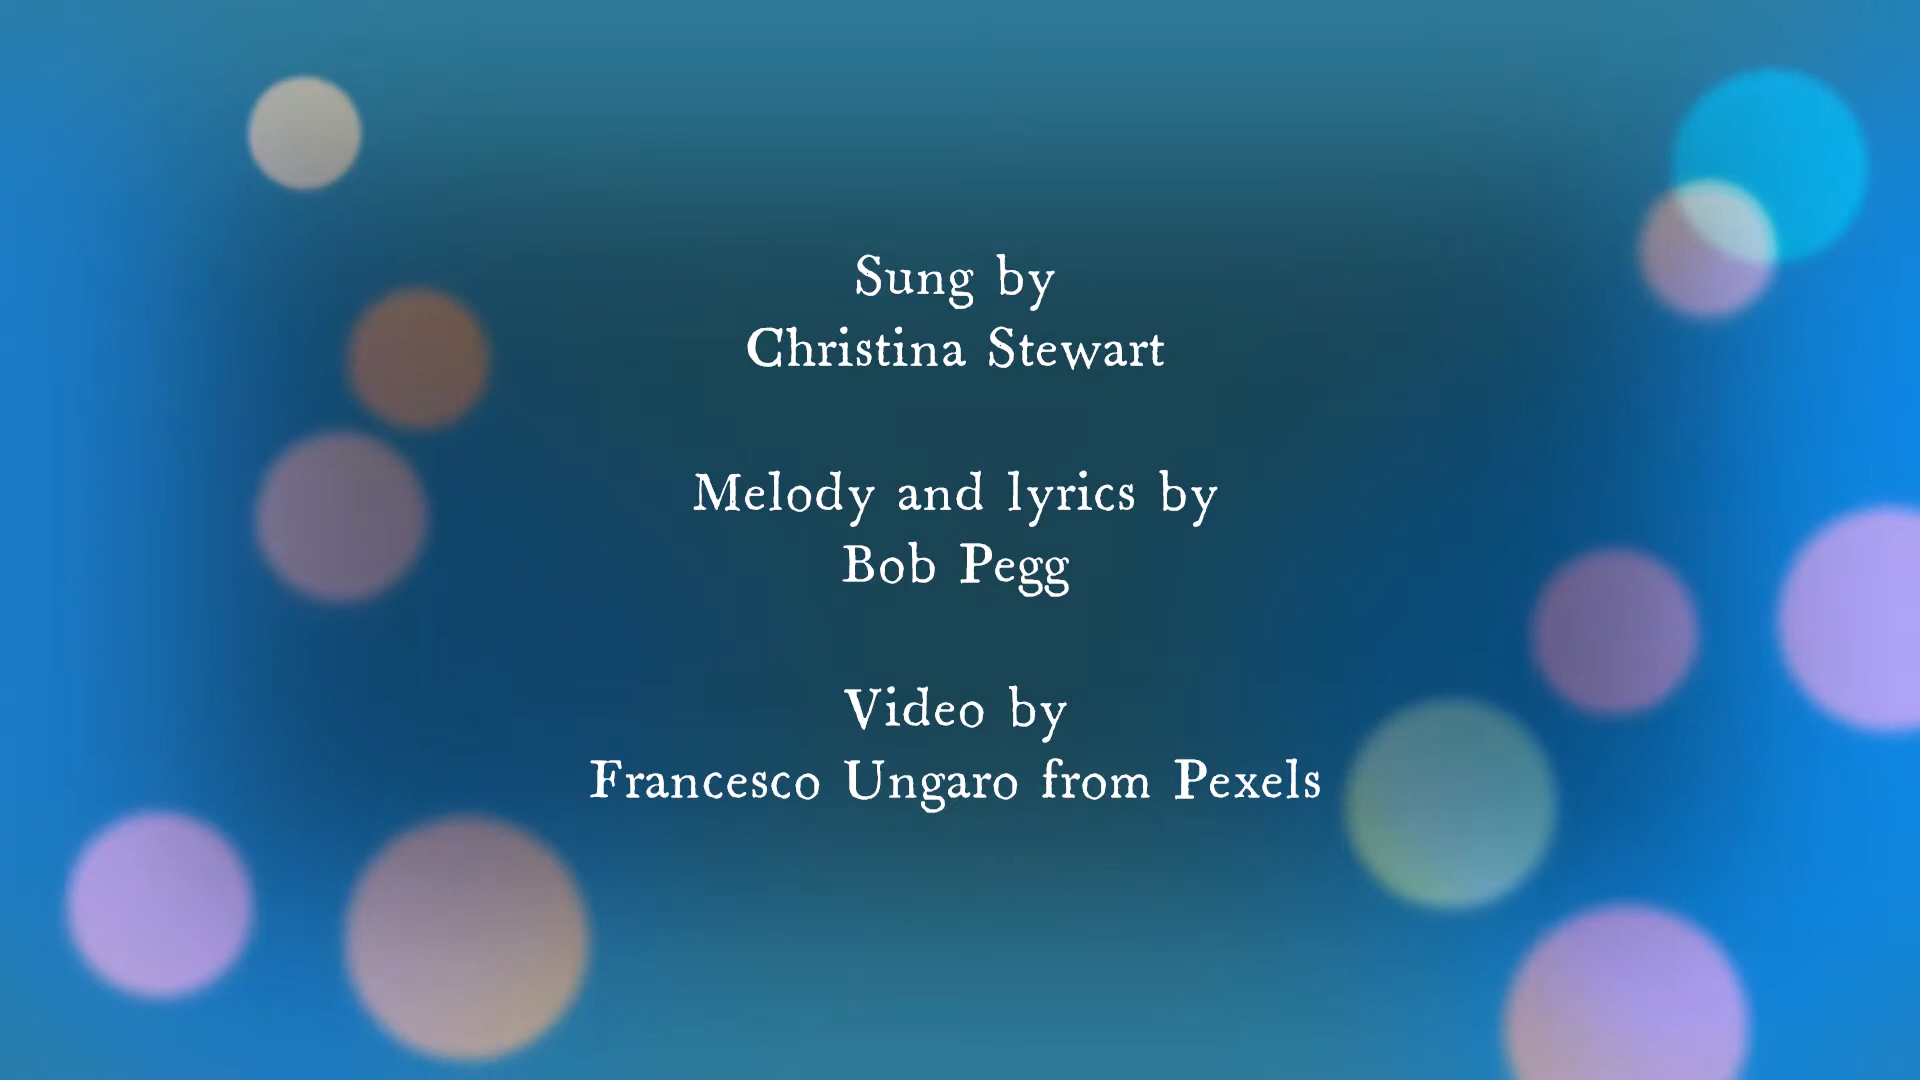 Sung by
Christina Stewart
Melody and lyrics by
Bob Pegg
Video by
Francesco Ungaro from Pexels